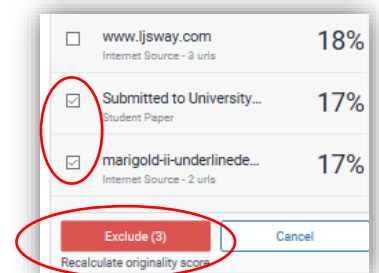 www.ljsway.com 18%
Internet Source - 3 urls
Submitted to University... 17%
Student Paper
marigold-ii-underlinede... 17%
Internet Source - 2 urls
Exclude (3) Cancel
Recalculate originality score